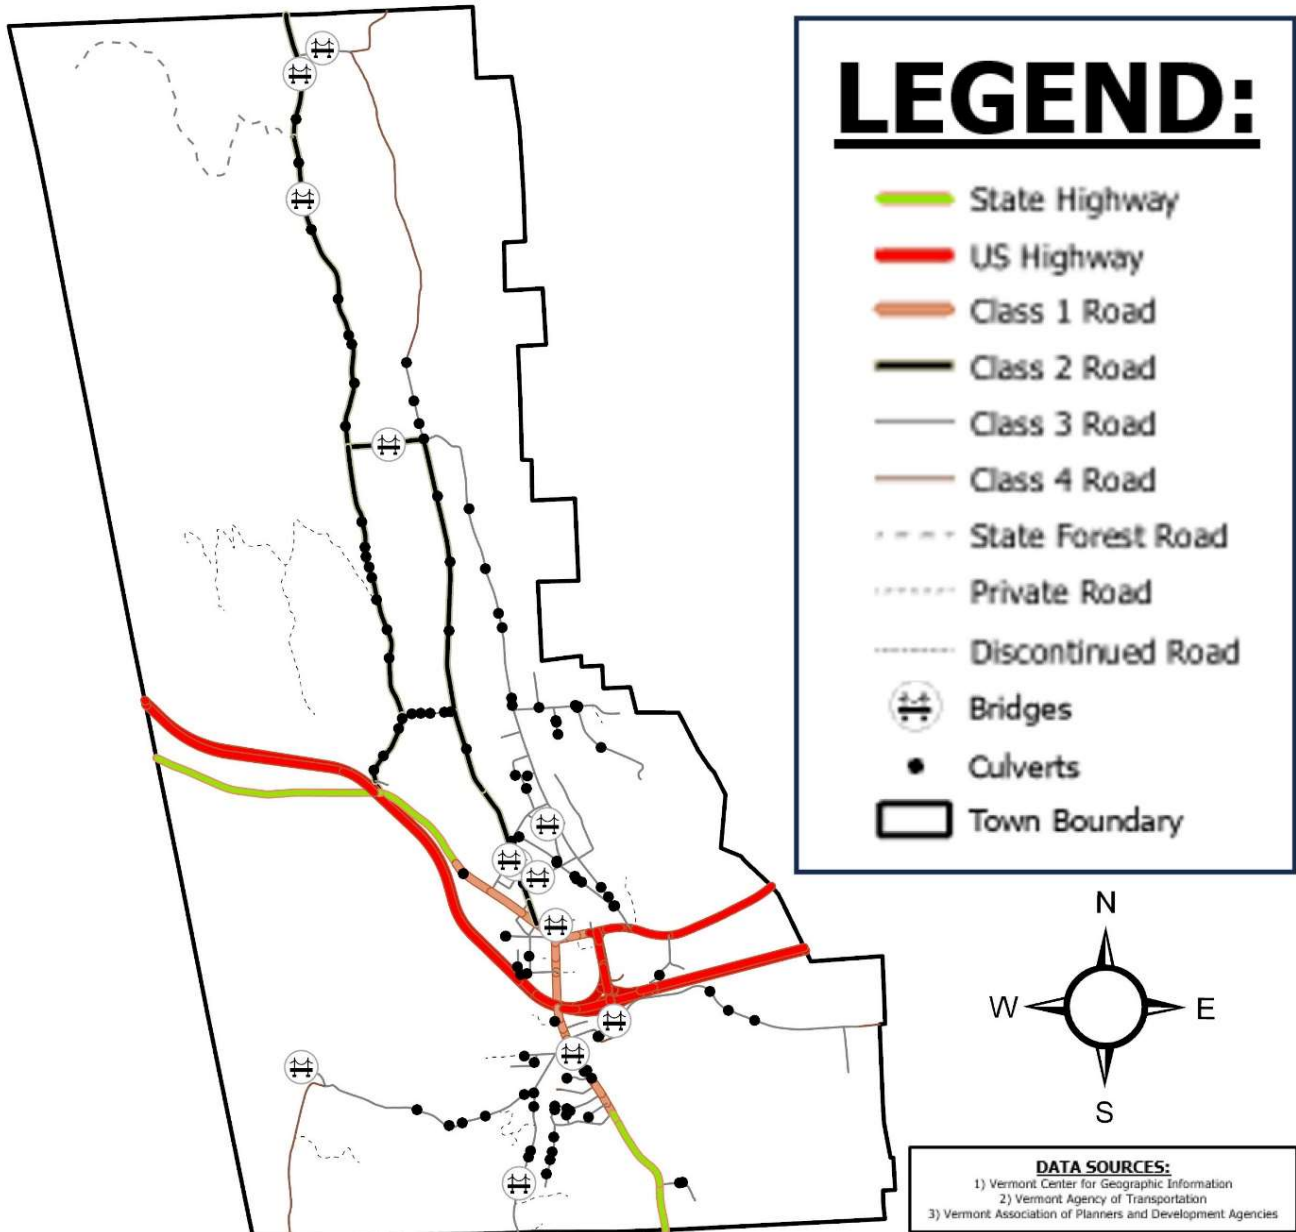 LEGEND:
State Highway
US Highway
Class 1 Road
Class 2 Road
Class 3 Road
Class 4 Road
State Forest Road
Private Road
Discontinued Road
Bridges
Culverts
Town Boundary
N
W E
S
DATA SOURCES:
1) Vermont Center for Geographic Information
2) Vermont Agency of Transportation
3) Vermont Association of Planners and Development Agencies